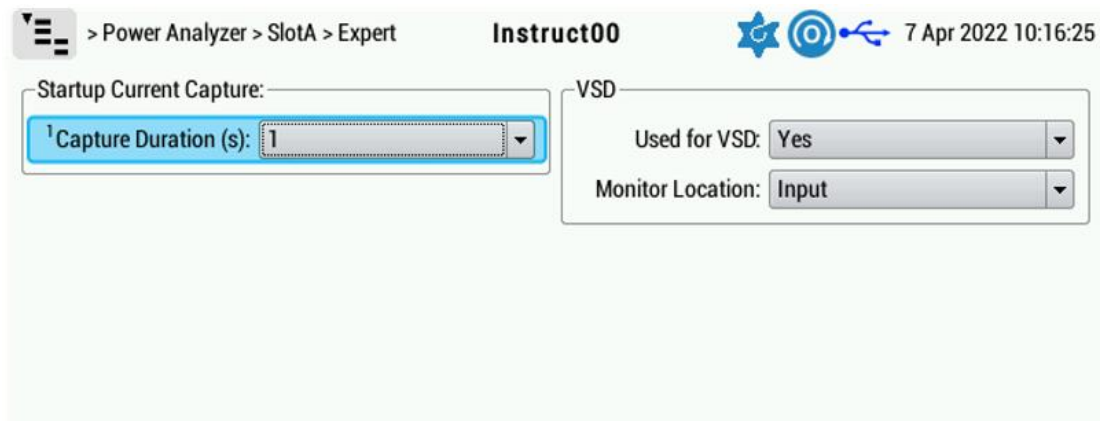 > Power Analyzer > SlotA > Expert Instruct00 7 Apr 2022 10:16:25
Startup Current Capture:
1Capture Duration (s): 1
VSD
Used for VSD: Yes
Monitor Location: Input